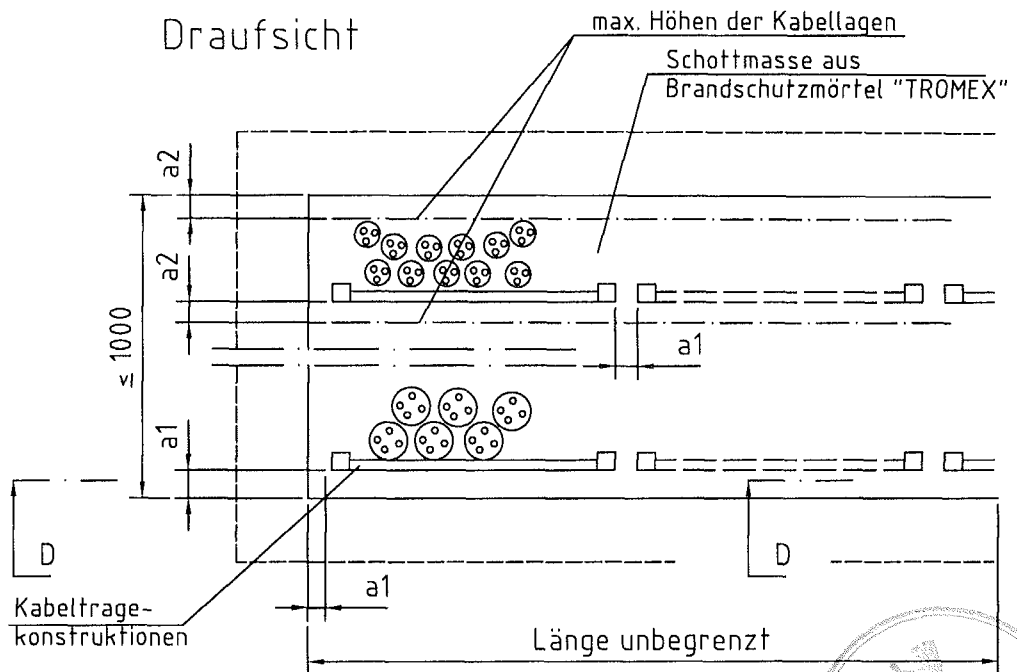 Draufsicht
max. Höhen der Kabellagen
Schottmasse aus
Brandschutzmörtel "TROMEX"
a2
a2
≤ 1000
a1
a1
D
D
a1
Kabeltrage-
konstruktionen
Länge unbegrenzt